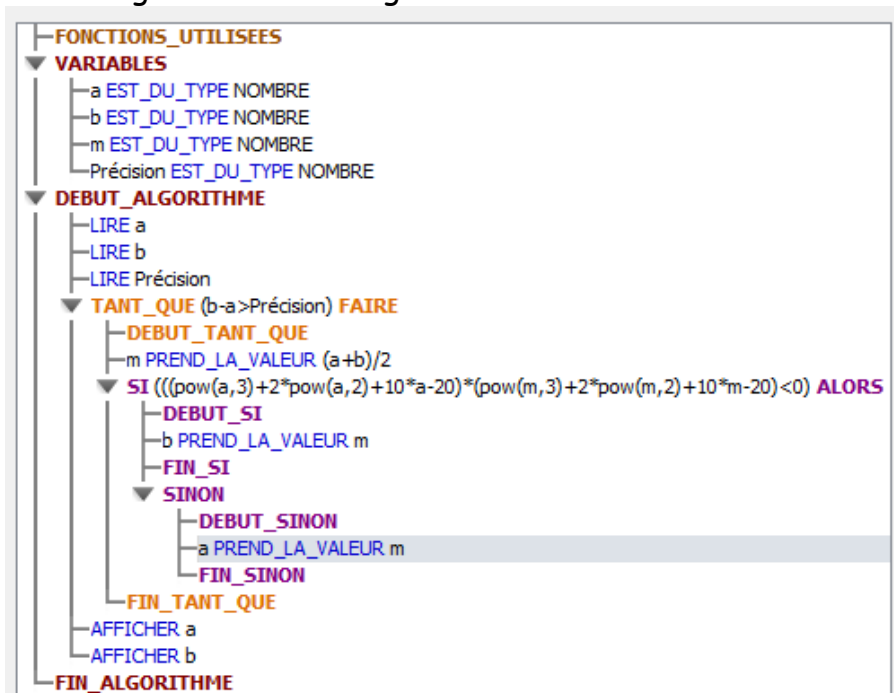 FONCTIONS_UTILISEES
VARIABLES
a EST_DU_TYPE NOMBRE
b EST_DU_TYPE NOMBRE
m EST_DU_TYPE NOMBRE
Précision EST_DU_TYPE NOMBRE
DEBUT_ALGORITHME
LIRE a
LIRE b
LIRE Précision
TANT_QUE (b-a>Précision) FAIRE
DEBUT_TANT_QUE
m PREND_LA_VALEUR (a+b)/2
SI (((pow(a,3)+2*pow(a,2)+10*a-20)*(pow(m,3)+2*pow(m,2)+10*m-20)<0) ALORS
DEBUT_SI
b PREND_LA_VALEUR m
FIN_SI
SINON
DEBUT_SINON
a PREND_LA_VALEUR m
FIN_SINON
FIN_TANT_QUE
AFFICHER a
AFFICHER b
FIN_ALGORITHME